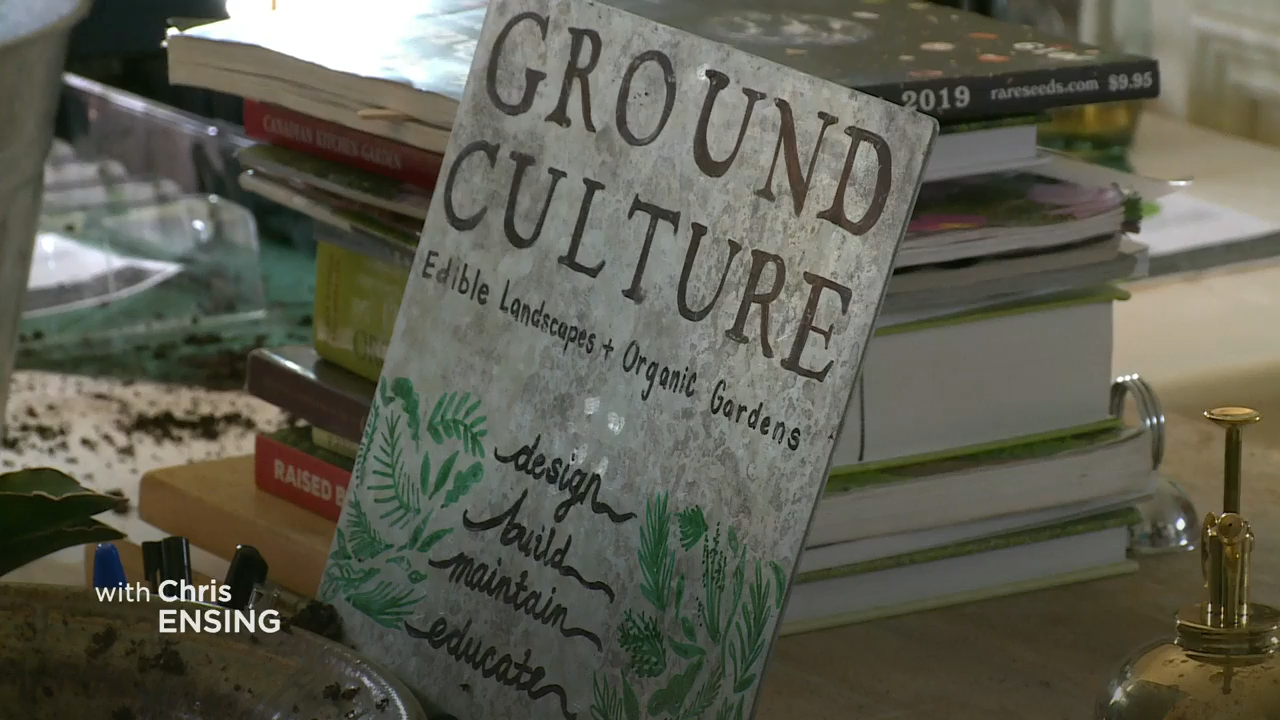 GROUND
CULTURE
Edible Landscapes + Organic Gardens
design
build
maintain
educate
2019 rareseeds.com $9.95
CANADIAN KITCHEN GARDEN
RAISED
with Chris
ENSING